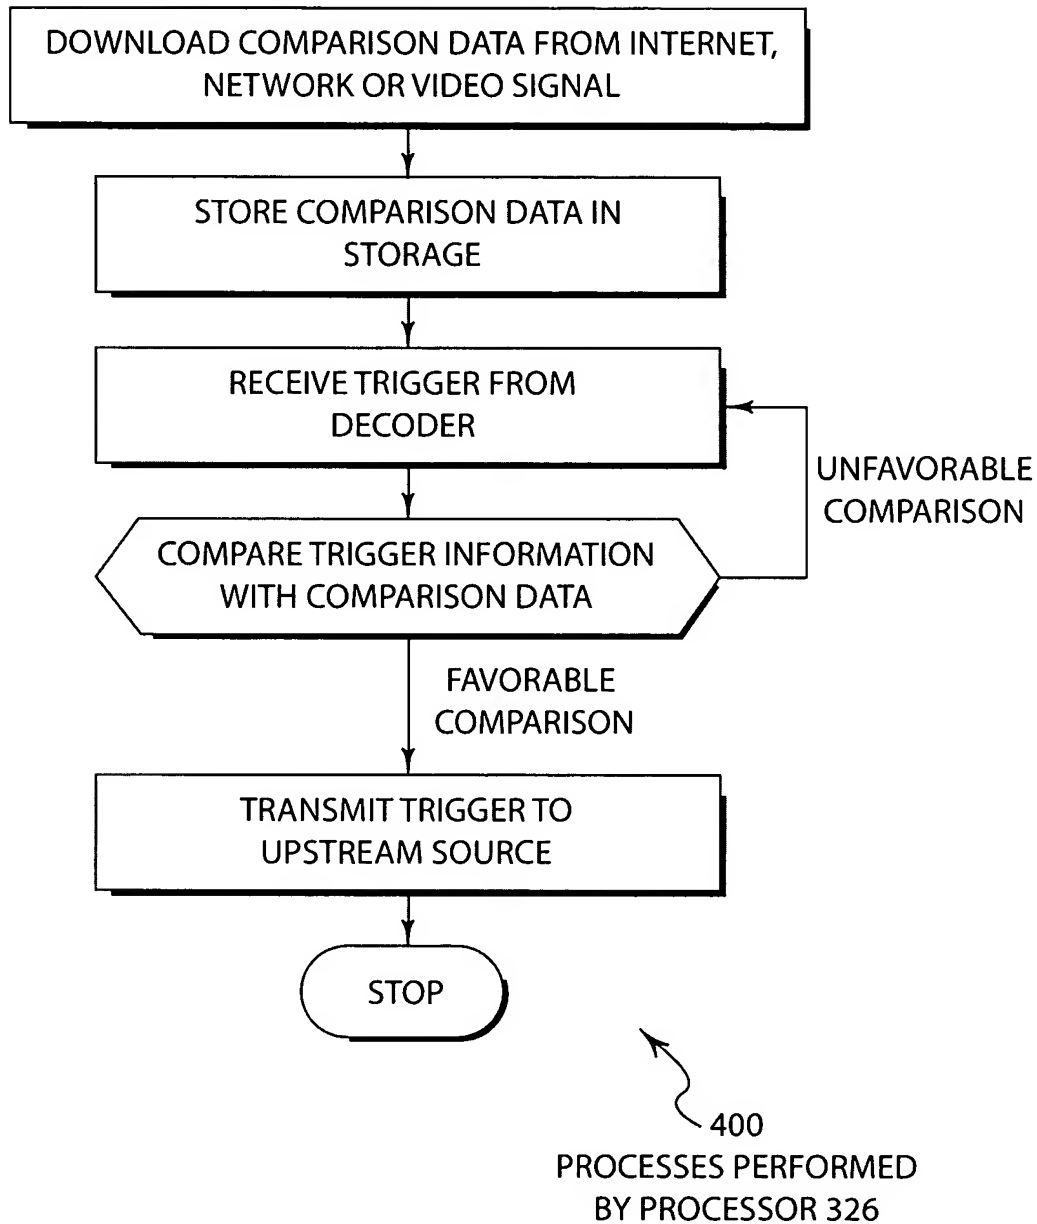 DOWNLOAD COMPARISON DATA FROM INTERNET,
NETWORK OR VIDEO SIGNAL
STORE COMPARISON DATA IN
STORAGE
RECEIVE TRIGGER FROM
DECODER
UNFAVORABLE
COMPARISON
COMPARE TRIGGER INFORMATION
WITH COMPARISON DATA
FAVORABLE
COMPARISON
TRANSMIT TRIGGER TO
UPSTREAM SOURCE
STOP
400
PROCESSES PERFORMED
BY PROCESSOR 326